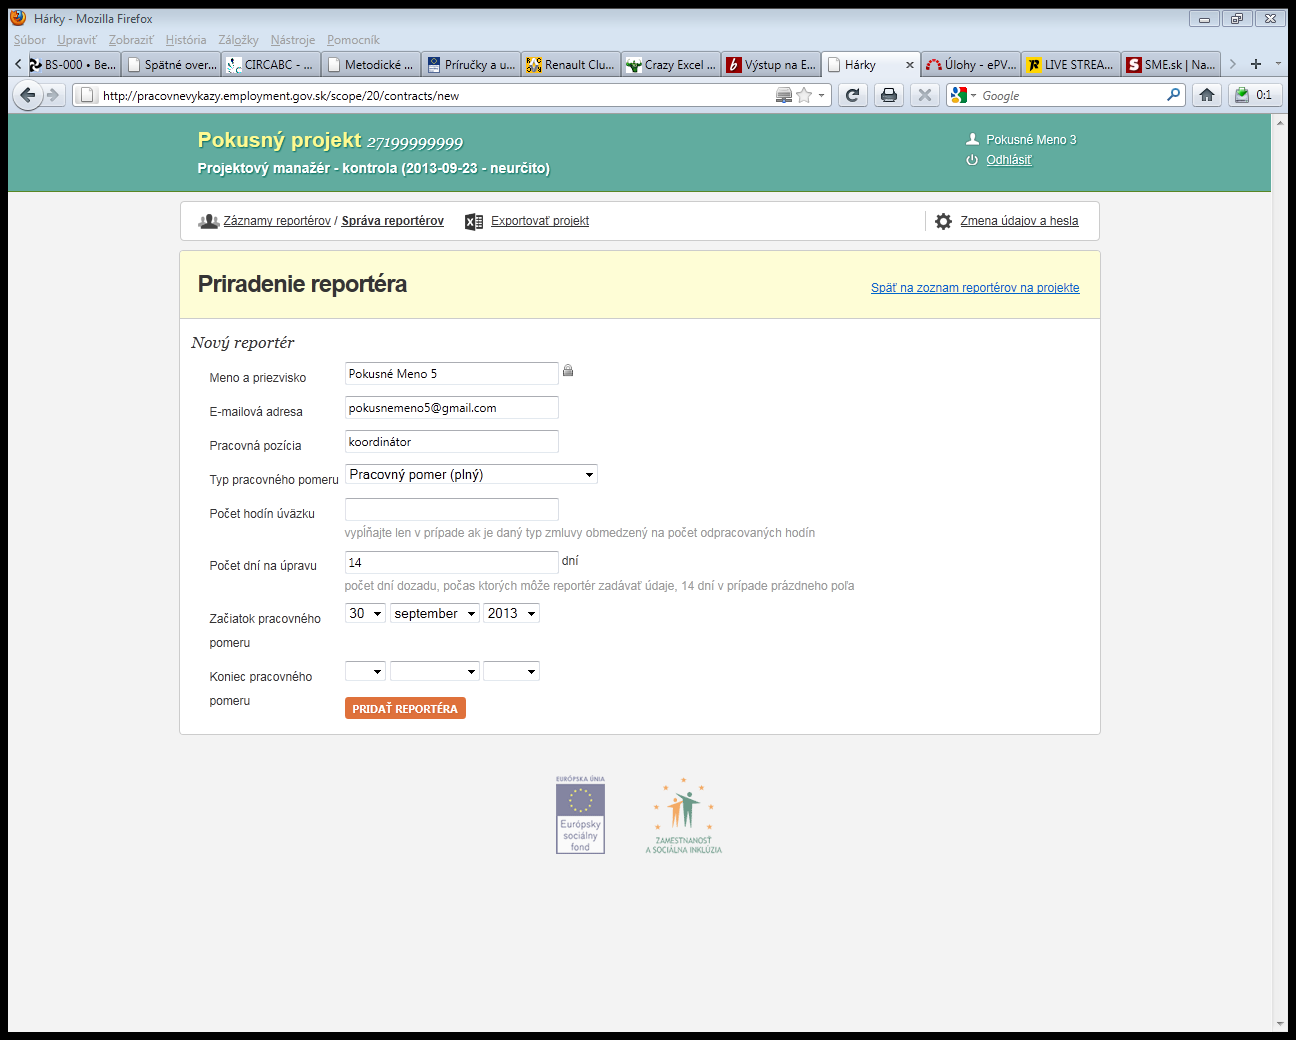 Hárky - Mozilla Firefox
Súbor Upraviť Zobraziť História Záložky Nástroje Pomocník
BS-000 • Be... Spätné over... CIRCABC - ... Metodické ... Príručky a u... Renault Clu... Crazy Excel ... Výstup na E... Hárky Úlohy - ePV... LIVE STREA... SME.sk | Na...
http://pracovnevykazy.employment.gov.sk/scope/20/contracts/new Google 0:1
Pokusný projekt 27199999999
Pokusné Meno 3
Projektový manažér - kontrola (2013-09-23 - neurčito)
Odhlásiť
Záznamy reportérov / Správa reportérov Exportovať projekt Zmena údajov a hesla
Priradenie reportéra
Späť na zoznam reportérov na projekte
Nový reportér
Meno a priezvisko Pokusné Meno 5
E-mailová adresa pokusnemeno5@gmail.com
Pracovná pozícia koordinátor
Typ pracovného pomeru Pracovný pomer (plný)
Počet hodín úväzku
vypĺňajte len v prípade ak je daný typ zmluvy obmedzený na počet odpracovaných hodín
Počet dní na úpravu 14 dní
počet dní dozadu, počas ktorých môže reportér zadávať údaje, 14 dní v prípade prázdneho poľa
Začiatok pracovného pomeru 30 september 2013
Koniec pracovného pomeru
PRIDAŤ REPORTÉRA
EURÓPSKA ÚNIA
Európsky
sociálny
fond
ZAMESTNANOSŤ
A SOCIÁLNA INKLÚZIA